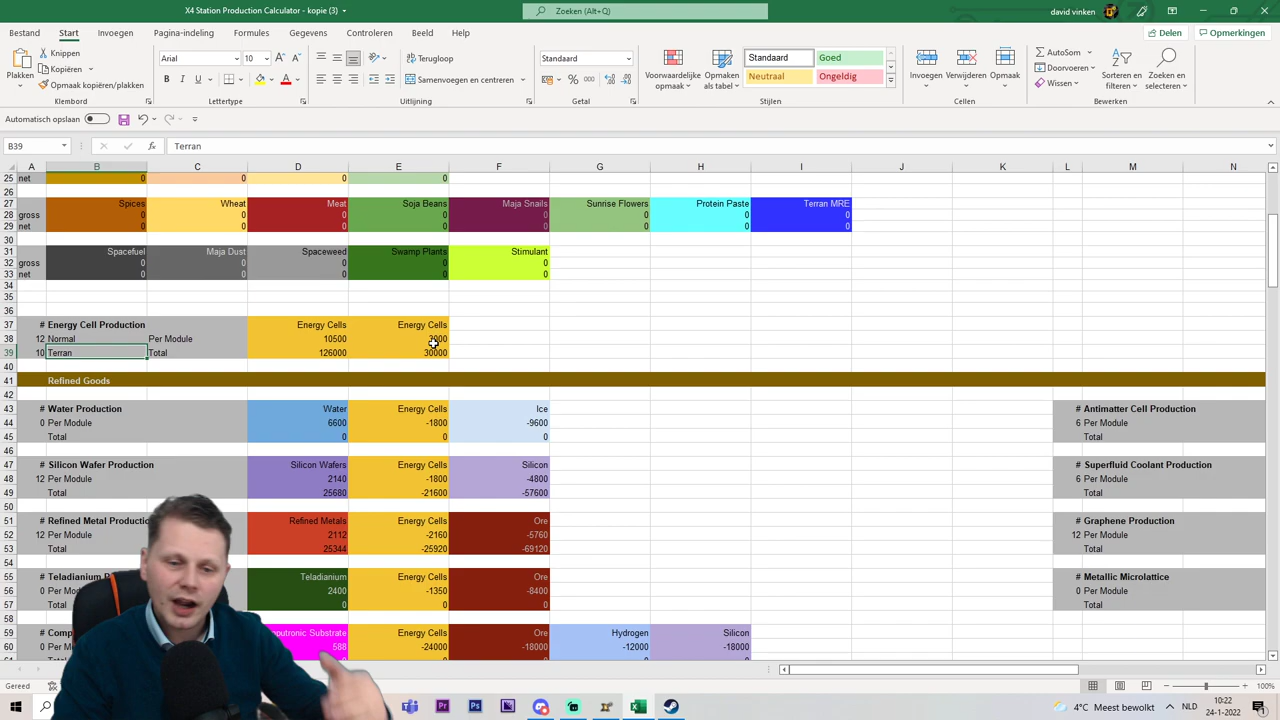 X4 Station Production Calculator - kopie (3)
Zoeken (Alt+Q)
david vinken
Bestand Start Invoegen Pagina-indeling Formules Gegevens Controleren Beeld Help
Delen Opmerkingen
Plakken
Knippen
Kopiëren
Opmaak kopiëren/plakken
Klembord
Arial 10
B I U
Lettertype
Terugloop
Samenvoegen en centreren
Uitlijning
Standaard
Getal
Voorwaardelijke opmaak
Opmaken als tabel
Standaard Goed
Neutraal Ongeldig
Stijlen
Invoegen Verwijderen Opmaak
Cellen
AutoSom
Doorvoeren
Wissen
Sorteren en filteren
Zoeken en selecteren
Bewerken
Automatisch opslaan
B39 fx Terran
A B C D E F G H I J K L M N
25 net 0 0 0 0
26
27 Spices Wheat Meat Soja Beans Maja Snails Sunrise Flowers Protein Paste Terran MRE
28 gross 0 0 0 0 0 0 0 0
29 net 0 0 0 0 0 0 0 0
30
31 Spacefuel Maja Dust Spaceweed Swamp Plants Stimulant
32 gross 0 0 0 0 0
33 net 0 0 0 0 0
34
35
36
37 # Energy Cell Production Energy Cells Energy Cells
38 12 Normal Per Module 10500 3000
39 10 Terran Total 126000 30000
40
41 Refined Goods
42
43 # Water Production Water Energy Cells Ice # Antimatter Cell Production
44 0 Per Module 6600 -1800 -9600 6 Per Module
45 Total 0 0 0 Total
46
47 # Silicon Wafer Production Silicon Wafers Energy Cells Silicon # Superfluid Coolant Production
48 12 Per Module 2140 -1800 -4800 6 Per Module
49 Total 25680 -21600 -57600 Total
50
51 # Refined Metal Productio Refined Metals Energy Cells Ore # Graphene Production
52 12 Per Module 2112 -2160 -5760 12 Per Module
53 Total 25344 -25920 -69120 Total
54
55 # Teladianium P Teladianium Energy Cells Ore # Metallic Microlattice
56 0 Per Modul 2400 -1350 -8400 0 Per Module
57 Total 0 0 0 Total
58
59 # Comp putronic Substrate Energy Cells Ore Hydrogen Silicon
60 0 Per M 588 -24000 -18000 -12000 -18000
Gereed
100%
4°C Meest bewolkt
NLD
10:22
24-1-2022